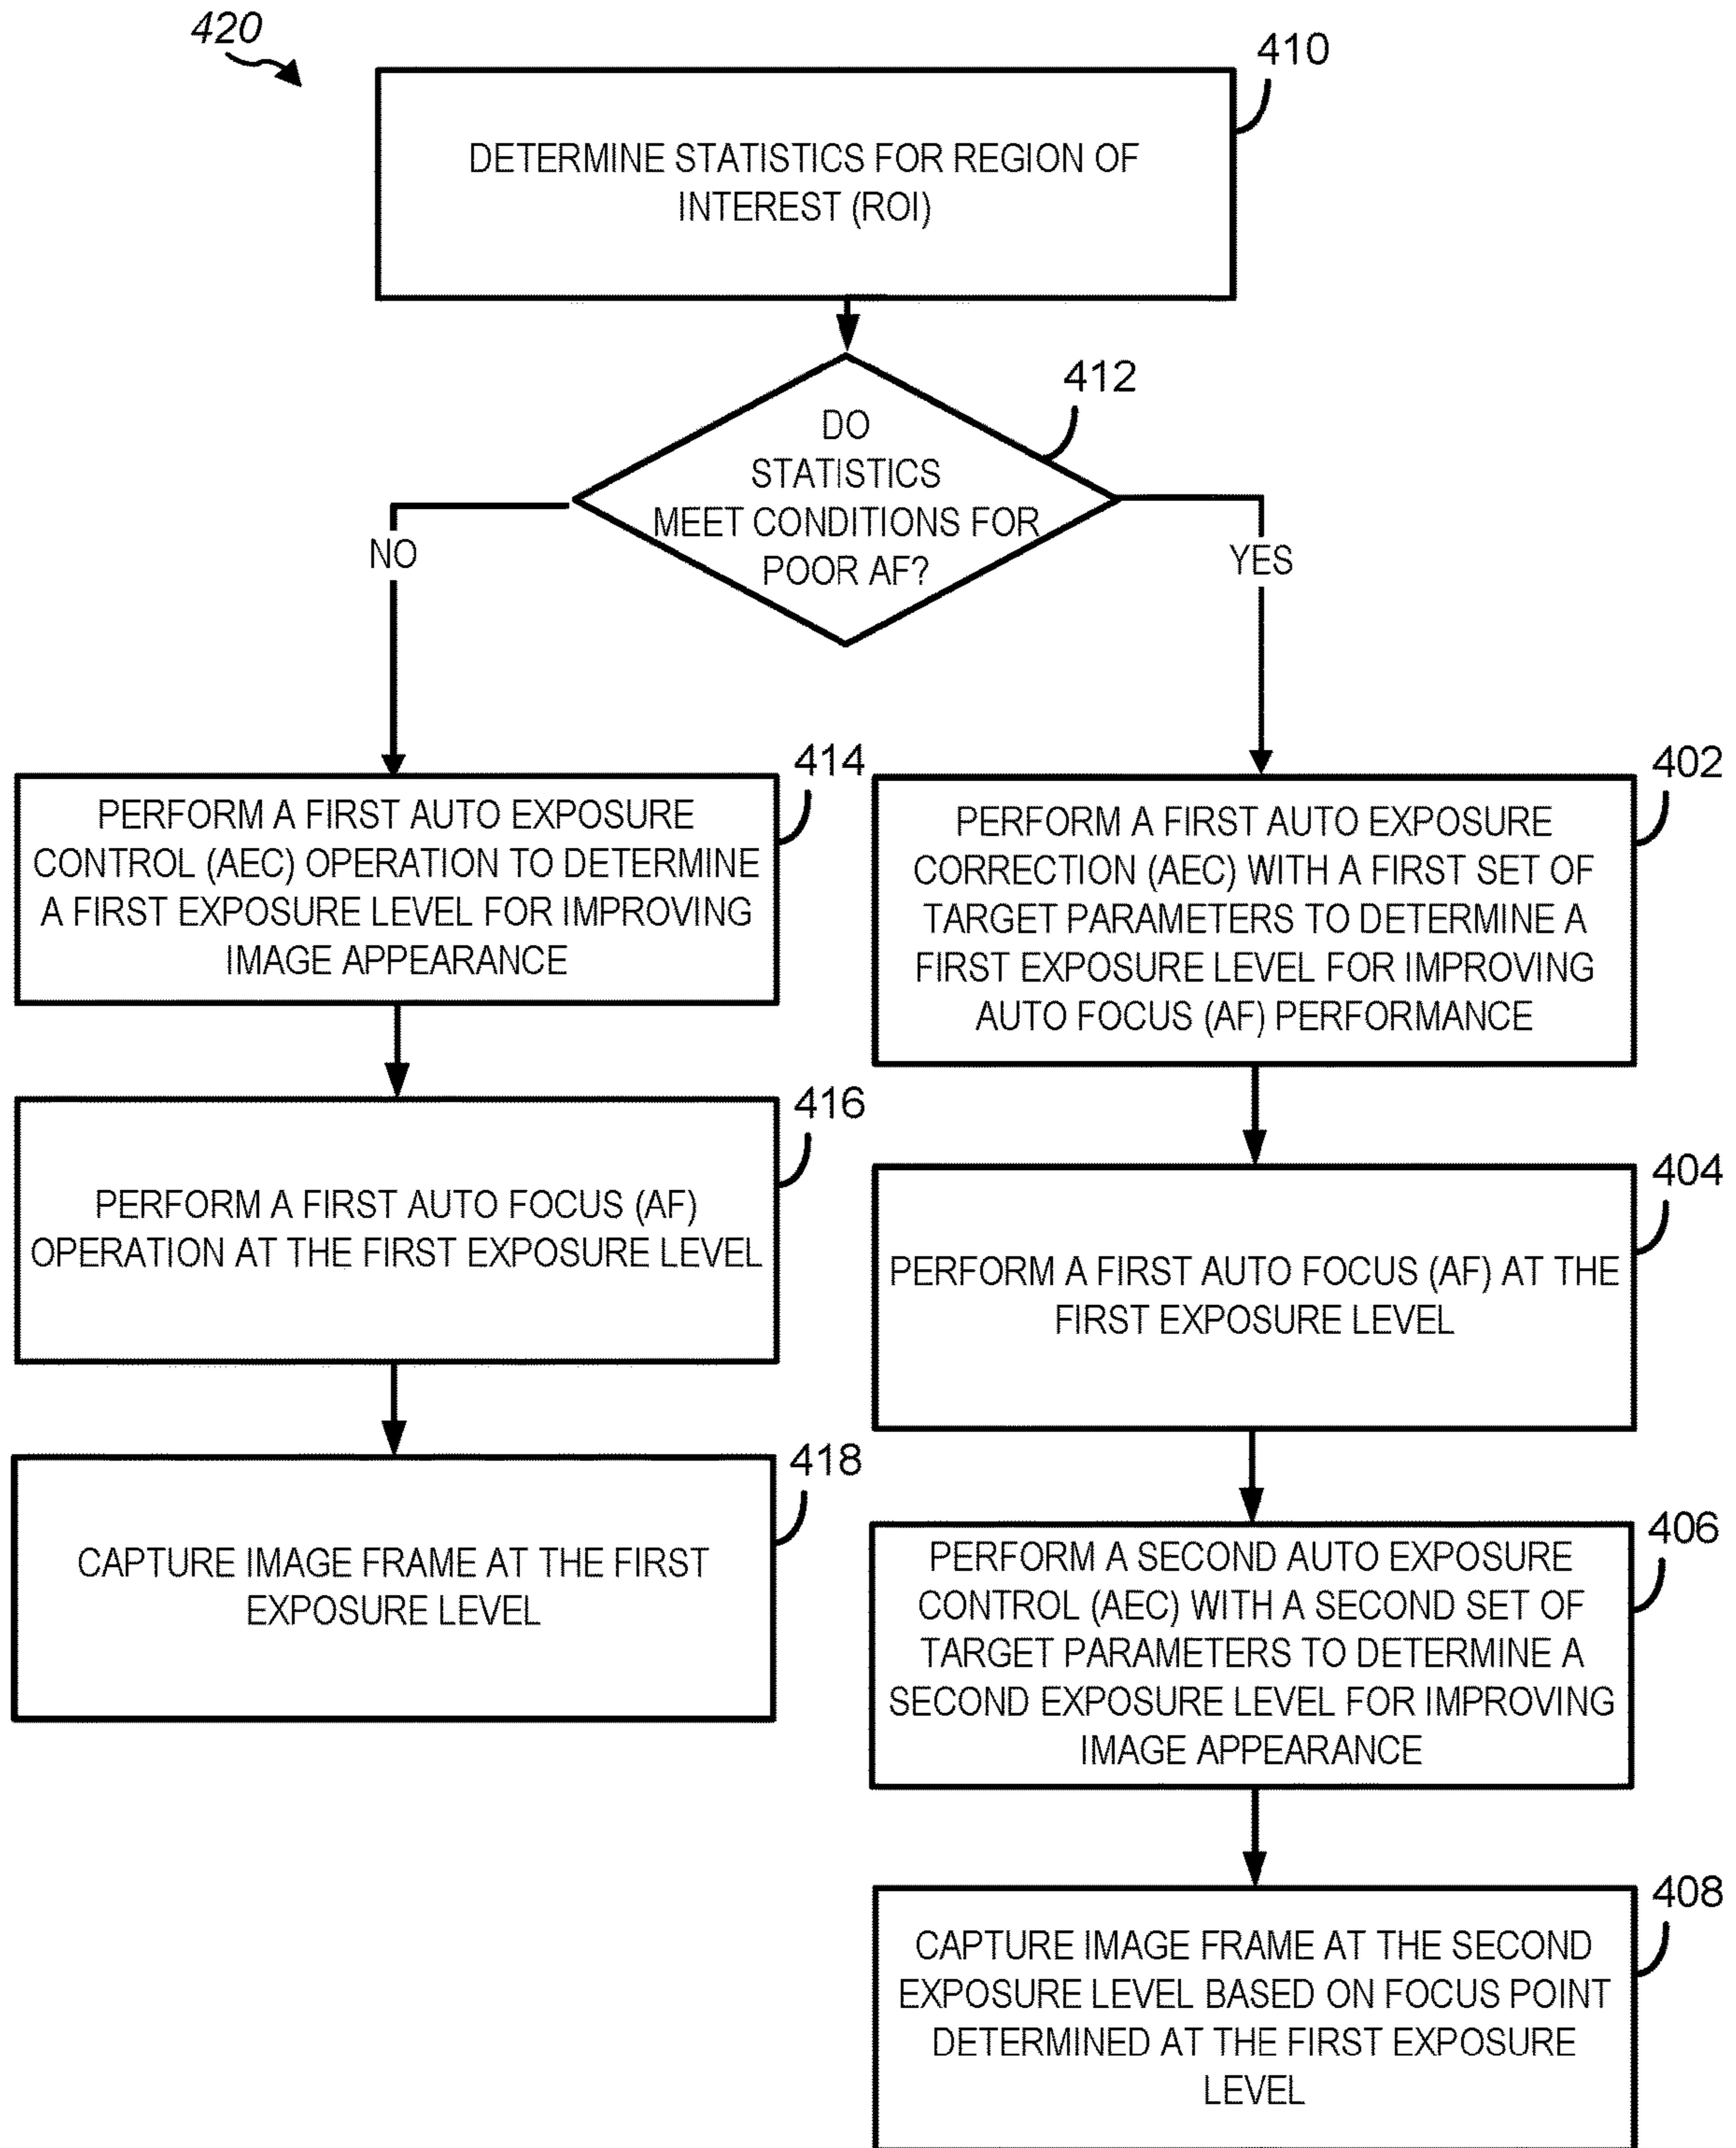 420
410
DETERMINE STATISTICS FOR REGION OF
INTEREST (ROI)
412
DO
STATISTICS
MEET CONDITIONS FOR
POOR AF?
NO
YES
414
PERFORM A FIRST AUTO EXPOSURE
CONTROL (AEC) OPERATION TO DETERMINE
A FIRST EXPOSURE LEVEL FOR IMPROVING
IMAGE APPEARANCE
402
PERFORM A FIRST AUTO EXPOSURE
CORRECTION (AEC) WITH A FIRST SET OF
TARGET PARAMETERS TO DETERMINE A
FIRST EXPOSURE LEVEL FOR IMPROVING
AUTO FOCUS (AF) PERFORMANCE
416
PERFORM A FIRST AUTO FOCUS (AF)
OPERATION AT THE FIRST EXPOSURE LEVEL
404
PERFORM A FIRST AUTO FOCUS (AF) AT THE
FIRST EXPOSURE LEVEL
418
CAPTURE IMAGE FRAME AT THE FIRST
EXPOSURE LEVEL
406
PERFORM A SECOND AUTO EXPOSURE
CONTROL (AEC) WITH A SECOND SET OF
TARGET PARAMETERS TO DETERMINE A
SECOND EXPOSURE LEVEL FOR IMPROVING
IMAGE APPEARANCE
408
CAPTURE IMAGE FRAME AT THE SECOND
EXPOSURE LEVEL BASED ON FOCUS POINT
DETERMINED AT THE FIRST EXPOSURE
LEVEL